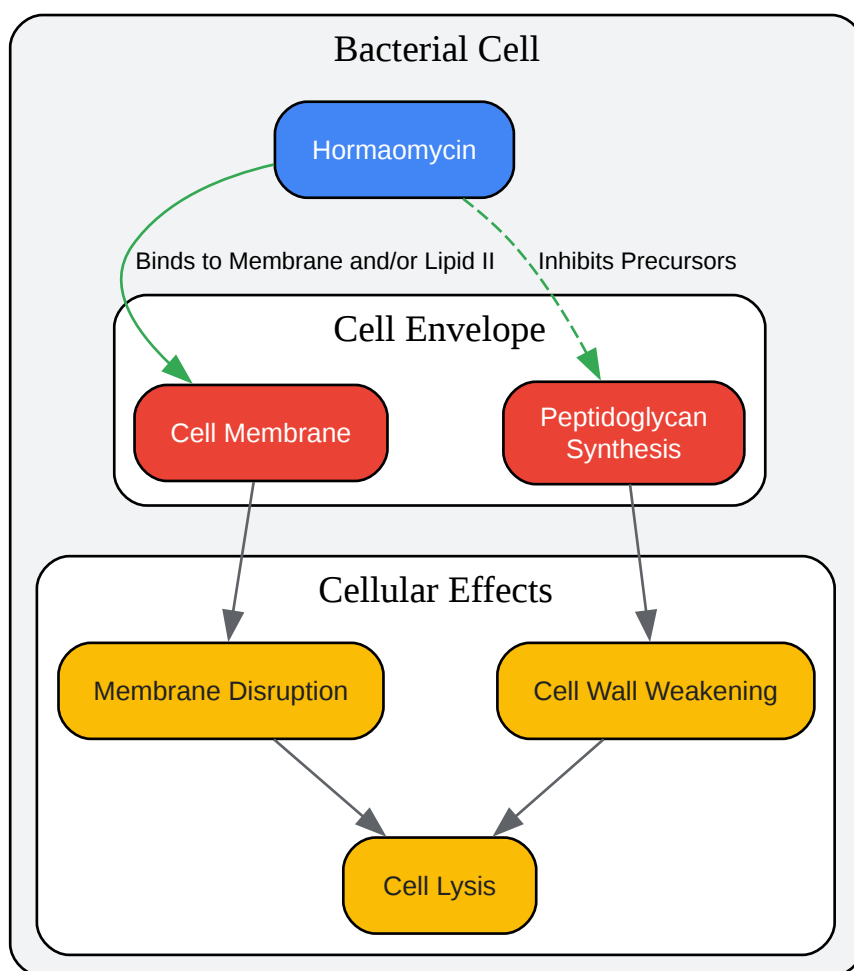 Bacterial Cell
Hormaomycin
Binds to Membrane and/or Lipid II
Inhibits Precursors
Cell Envelope
Cell Membrane
Peptidoglycan
Synthesis
Cellular Effects
Membrane Disruption
Cell Wall Weakening
Cell Lysis